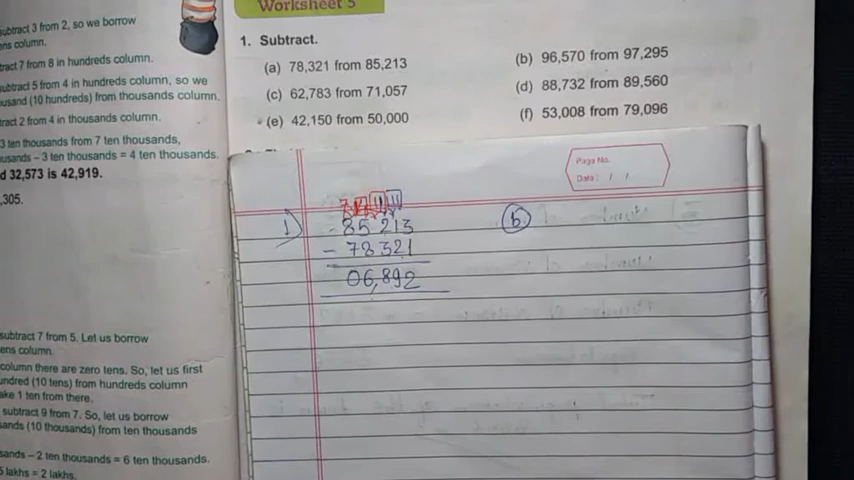 subtract 3 from 2, so we borrow
ens column.
tract 7 from 8 in hundreds column.
subtract 5 from 4 in hundreds column, so we
usand (10 hundreds) from thousands column.
tract 2 from 4 in thousands column.
3 ten thousands from 7 ten thousands,
usands – 3 ten thousands = 4 ten thousands.
d 32,573 is 42,919.
,305.
subtract 7 from 5. Let us borrow
ens column.
column there are zero tens. So, let us first
undred (10 tens) from hundreds column
ake 1 ten from there.
subtract 9 from 7. So, let us borrow
sands (10 thousands) from ten thousands
sands – 2 ten thousands = 6 ten thousands.
5 lakhs = 2 lakhs.
Worksheet 5
1. Subtract.
(a) 78,321 from 85,213
(b) 96,570 from 97,295
(c) 62,783 from 71,057
(d) 88,732 from 89,560
(e) 42,150 from 50,000
(f) 53,008 from 79,096
Page No.
Date: / /
1)
85213
- 78321
06,892
(b)